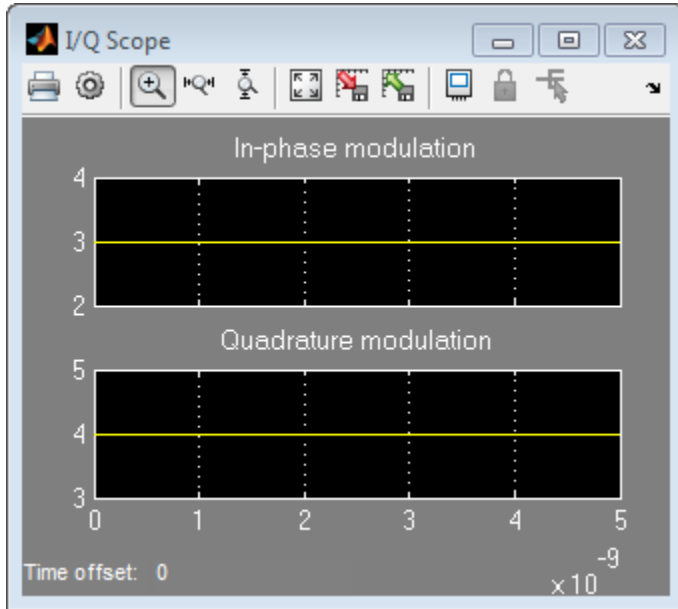 I/Q Scope
In-phase modulation
4
3
2
Quadrature modulation
5
4
3
0 1 2 3 4 5
Time offset: 0
x 10 -9